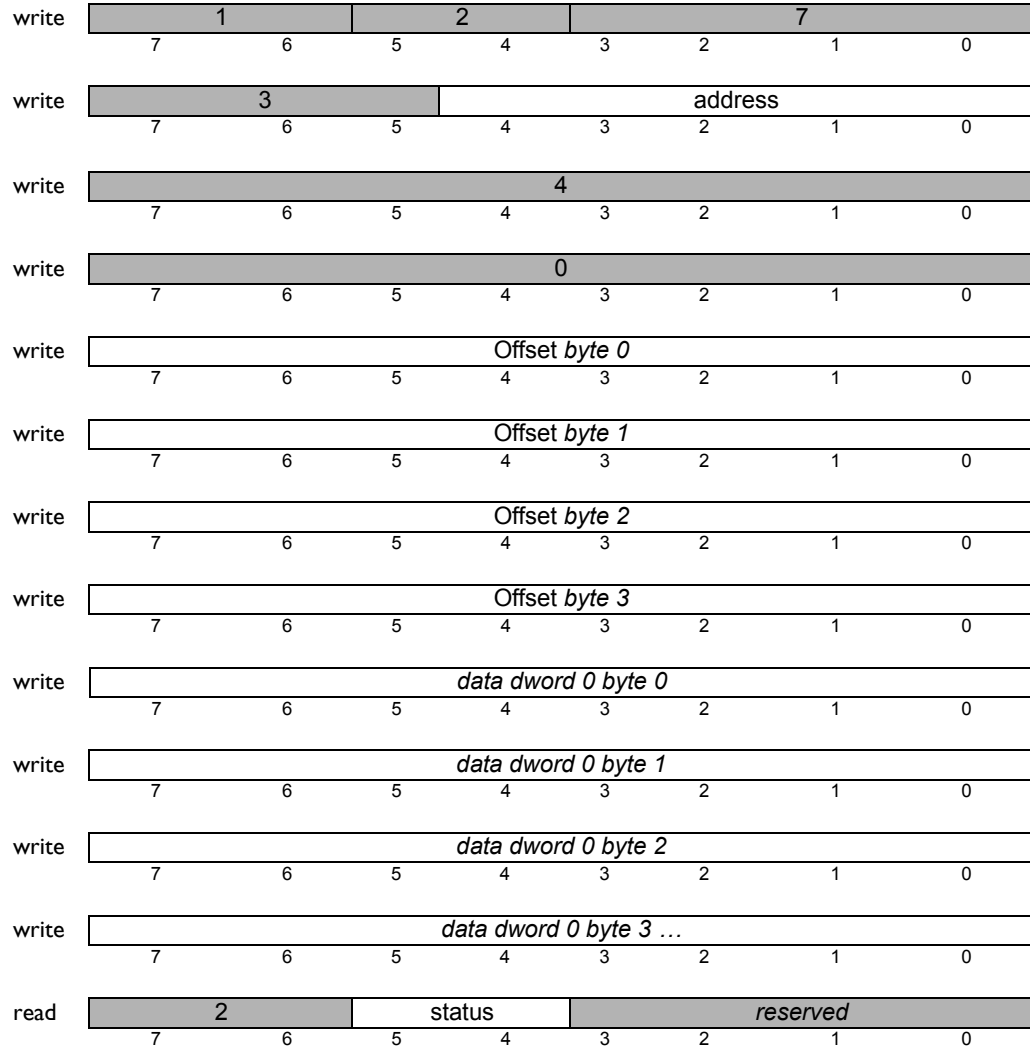 write 1 2 7
7 6 5 4 3 2 1 0
write 3 address
7 6 5 4 3 2 1 0
write 4
7 6 5 4 3 2 1 0
write 0
7 6 5 4 3 2 1 0
write Offset byte 0
7 6 5 4 3 2 1 0
write Offset byte 1
7 6 5 4 3 2 1 0
write Offset byte 2
7 6 5 4 3 2 1 0
write Offset byte 3
7 6 5 4 3 2 1 0
write data dword 0 byte 0
7 6 5 4 3 2 1 0
write data dword 0 byte 1
7 6 5 4 3 2 1 0
write data dword 0 byte 2
7 6 5 4 3 2 1 0
write data dword 0 byte 3 …
7 6 5 4 3 2 1 0
read 2 status reserved
7 6 5 4 3 2 1 0